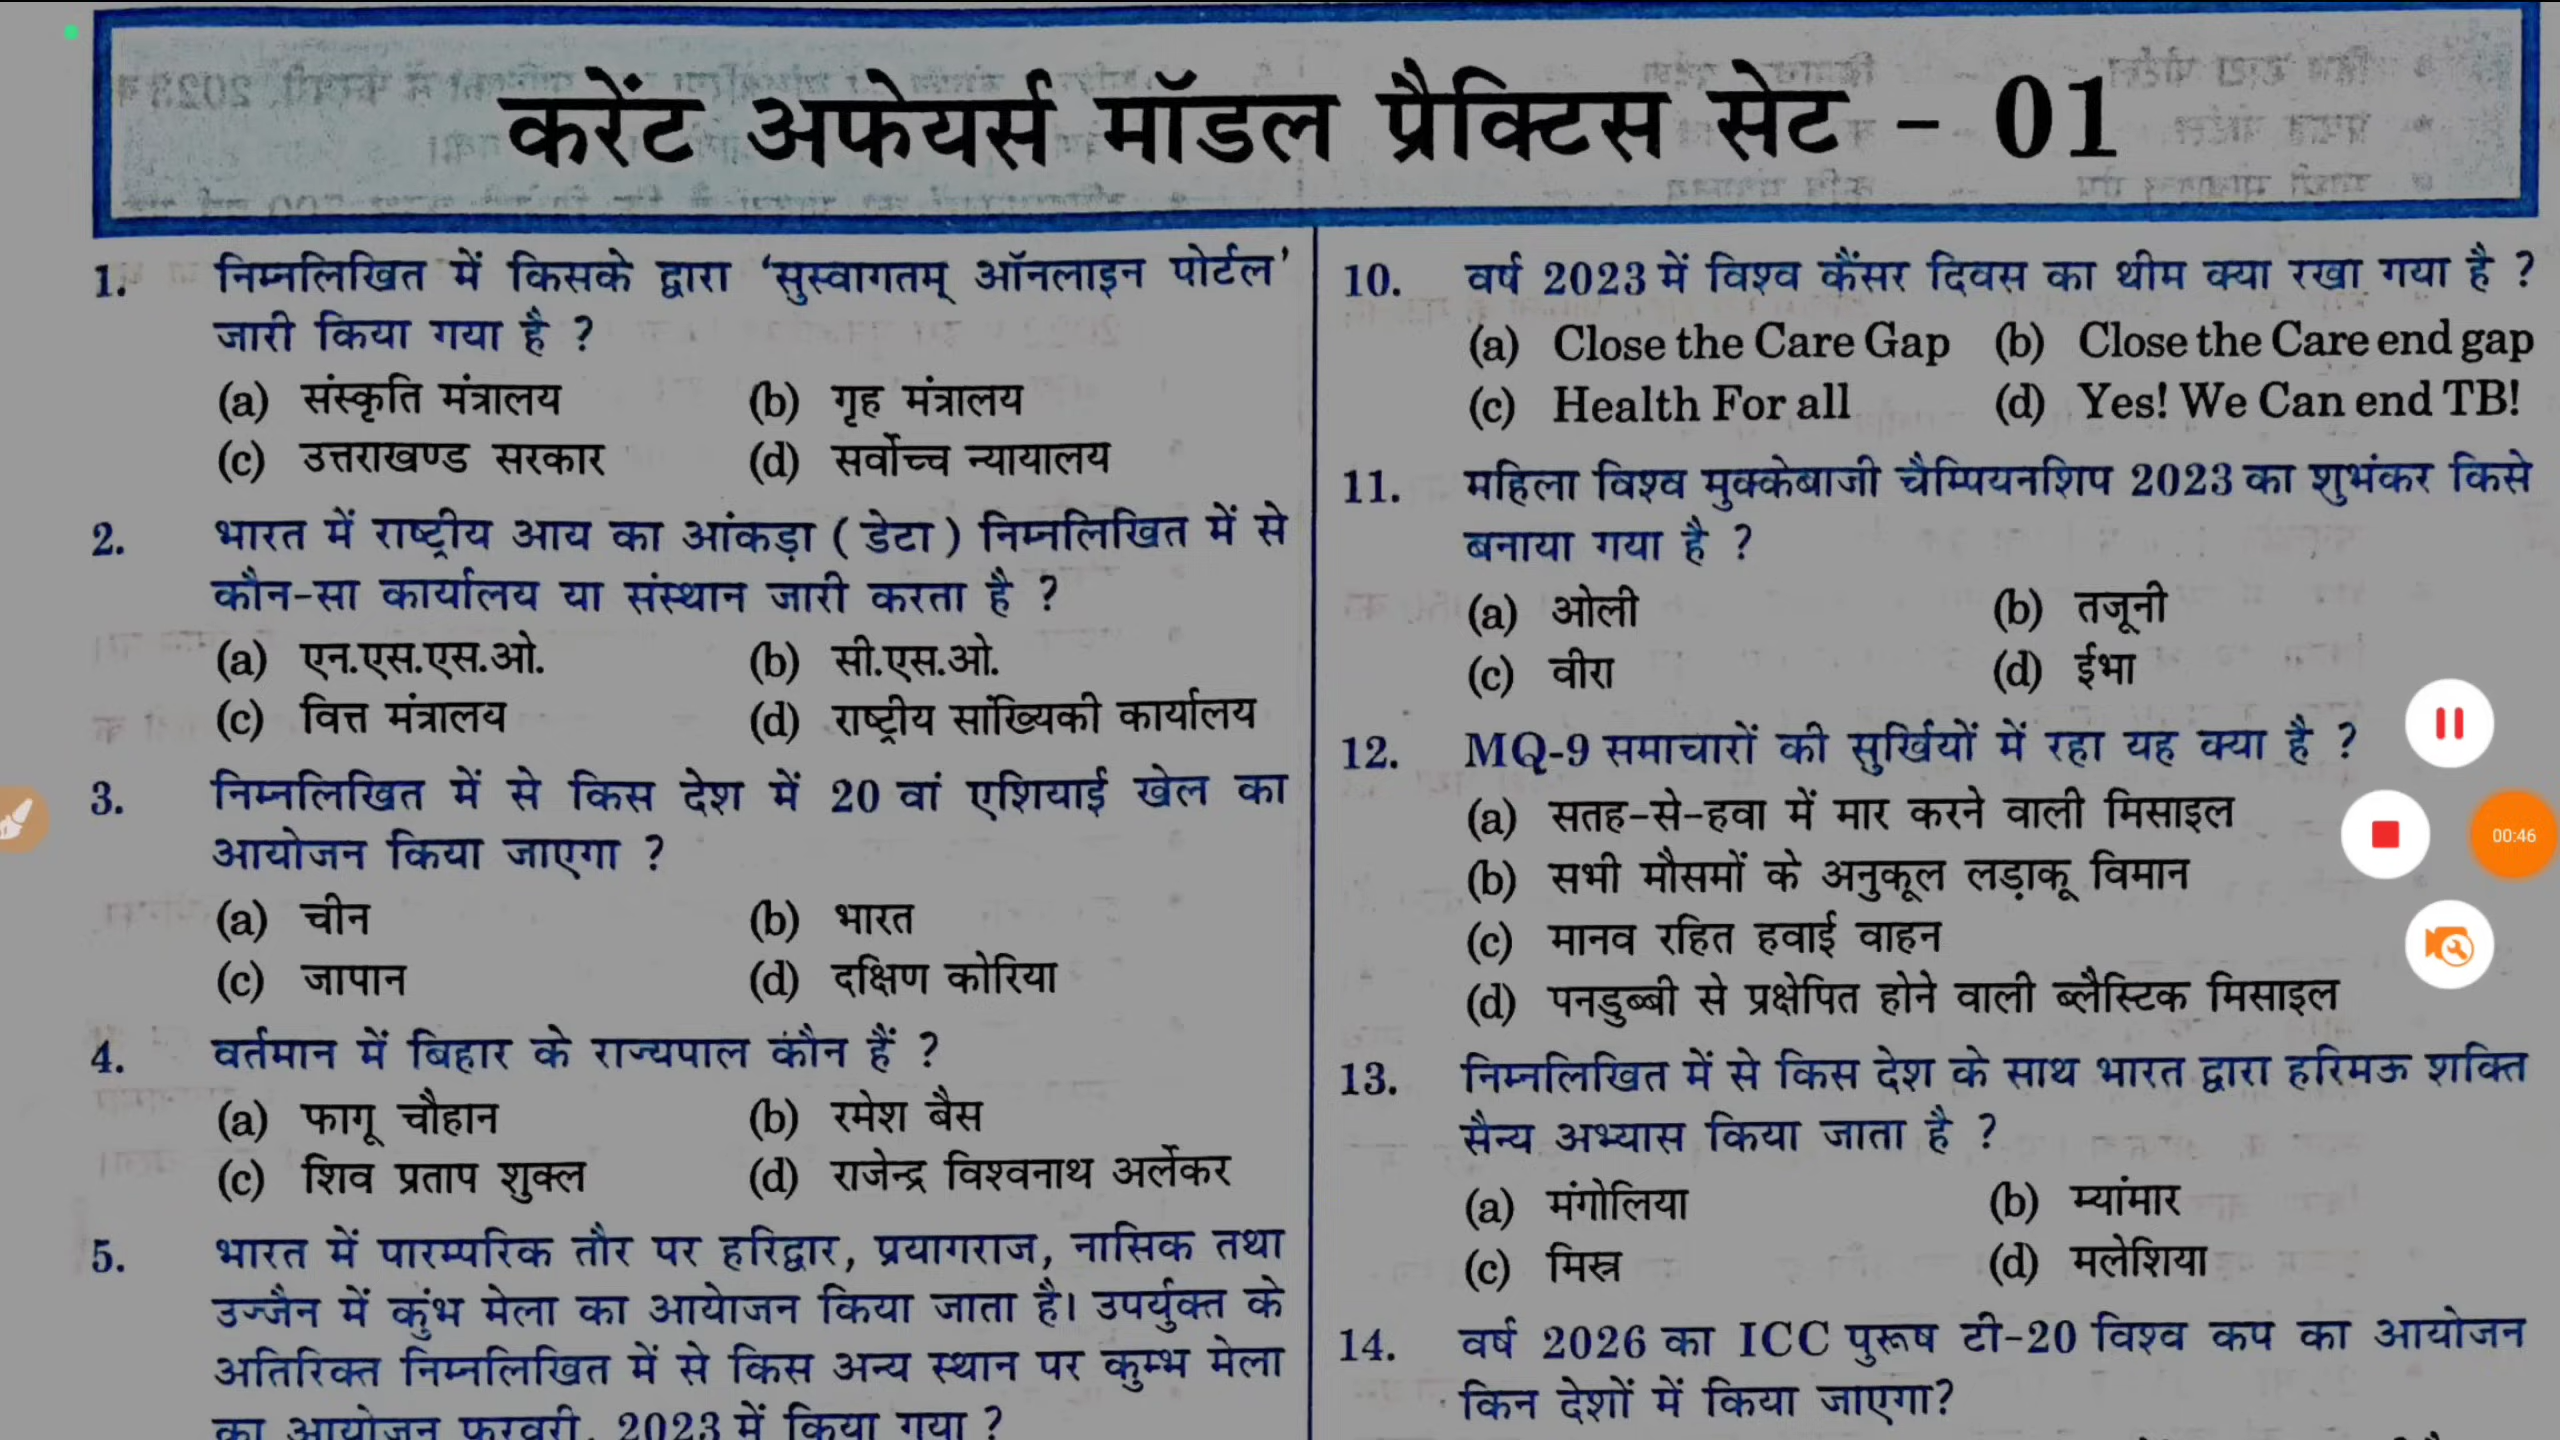 करेंट अफेयर्स मॉडल प्रैक्टिस सेट - 01
1. निम्नलिखित में किसके द्वारा ‘सुस्वागतम् ऑनलाइन पोर्टल’
जारी किया गया है ?
(a) संस्कृति मंत्रालय (b) गृह मंत्रालय
(c) उत्तराखण्ड सरकार (d) सर्वोच्च न्यायालय
2. भारत में राष्ट्रीय आय का आंकड़ा ( डेटा ) निम्नलिखित में से
कौन-सा कार्यालय या संस्थान जारी करता है ?
(a) एन.एस.एस.ओ. (b) सी.एस.ओ.
(c) वित्त मंत्रालय (d) राष्ट्रीय सांख्यिकी कार्यालय
3. निम्नलिखित में से किस देश में 20 वां एशियाई खेल का
आयोजन किया जाएगा ?
(a) चीन (b) भारत
(c) जापान (d) दक्षिण कोरिया
4. वर्तमान में बिहार के राज्यपाल कौन हैं ?
(a) फागू चौहान (b) रमेश बैस
(c) शिव प्रताप शुक्ल (d) राजेन्द्र विश्वनाथ अर्लेकर
5. भारत में पारम्परिक तौर पर हरिद्वार, प्रयागराज, नासिक तथा
उज्जैन में कुंभ मेला का आयोजन किया जाता है। उपर्युक्त के
अतिरिक्त निम्नलिखित में से किस अन्य स्थान पर कुम्भ मेला
का आयोजन फरवरी, 2023 में किया गया ?
10. वर्ष 2023 में विश्व कैंसर दिवस का थीम क्या रखा गया है ?
(a) Close the Care Gap (b) Close the Care end gap
(c) Health For all (d) Yes! We Can end TB!
11. महिला विश्व मुक्केबाजी चैम्पियनशिप 2023 का शुभंकर किसे
बनाया गया है ?
(a) ओली (b) तजूनी
(c) वीरा (d) ईभा
12. MQ-9 समाचारों की सुर्खियों में रहा यह क्या है ?
(a) सतह-से-हवा में मार करने वाली मिसाइल
(b) सभी मौसमों के अनुकूल लड़ाकू विमान
(c) मानव रहित हवाई वाहन
(d) पनडुब्बी से प्रक्षेपित होने वाली ब्लैस्टिक मिसाइल
13. निम्नलिखित में से किस देश के साथ भारत द्वारा हरिमऊ शक्ति
सैन्य अभ्यास किया जाता है ?
(a) मंगोलिया (b) म्यांमार
(c) मिस्र (d) मलेशिया
14. वर्ष 2026 का ICC पुरूष टी-20 विश्व कप का आयोजन
किन देशों में किया जाएगा?
00:46